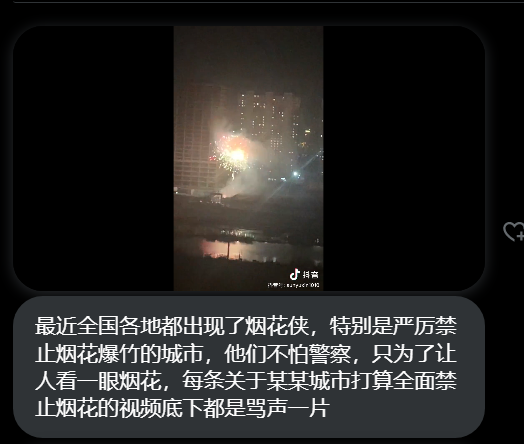 抖音
最近全国各地都出现了烟花侠，特别是严厉禁
止烟花爆竹的城市，他们不怕警察，只为了让
人看一眼烟花，每条关于某某城市打算全面禁
止烟花的视频底下都是骂声一片